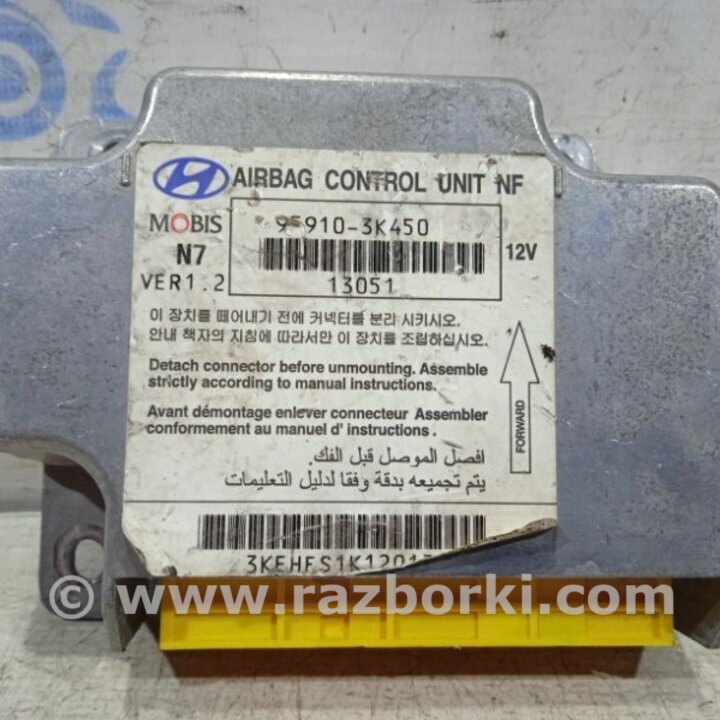 AIRBAG CONTROL UNIT NF
MOBIS
95910-3K450
N7
12V
VER1.2
13051
이 장치를 떼어내기 전에 커넥터를 분리 시키시오.
안내 책자의 지침에 따라서만 이 장치를 조립하십시오.
Detach connector before unmounting. Assemble
strictly according to manual instructions.
Avant démontage enlever connecteur Assembler
conformement au manuel d' instructions.
افصل الموصل قبل الفك.
يتم تجميعه بدقة وفقا لدليل التعليمات
FORWARD
3KEHFS1K1201
© www.razborki.com